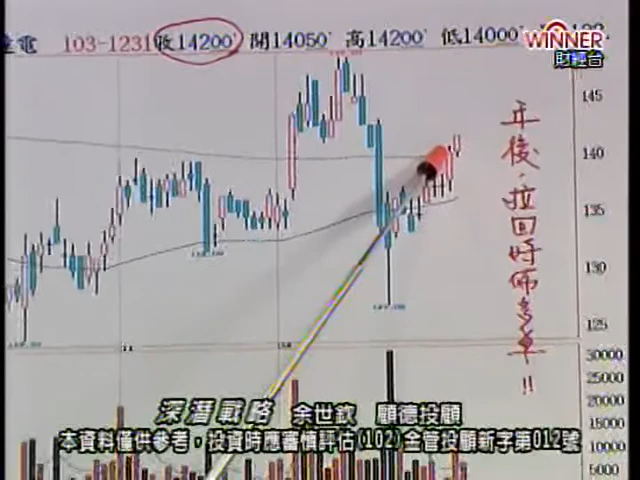 103-1231 收14200' 開14050' 高14200' 低14000'
WINNER
財經台
145
140
135
130
125
年後,拉回時佈多單!!
30000
25000
20000
15000
10000
5000
深潛戰略 余世欽 顧德投顧
本資料僅供參考,投資時應審慎評估(102)金管投顧新字第012號